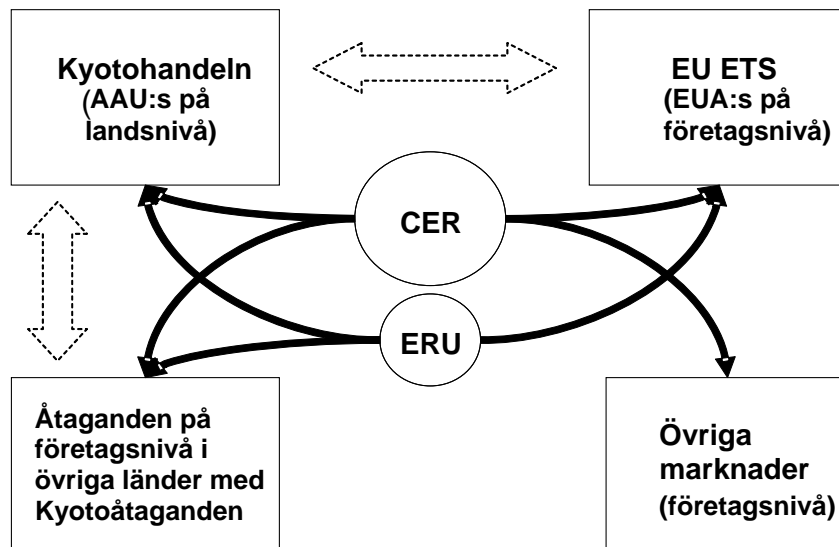 Kyotohandeln
(AAU:s på
landsnivå)
EU ETS
(EUA:s på
företagsnivå)
CER
ERU
Åtaganden på
företagsnivå i
övriga länder med
Kyotoåtaganden
Övriga
marknader
(företagsnivå)